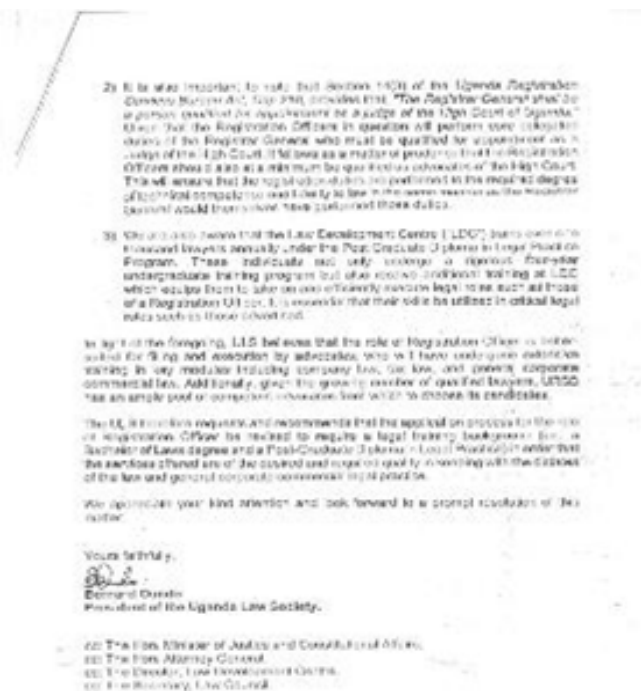 2) It is also important to note that Section 14(3) of the Uganda Registration
Services Bureau Act, Cap 210, provides that, "The Registrar General shall be
a person qualified for appointment as a judge of the High Court of Uganda."
Given that the Registration Officers in question will perform core delegated
duties of the Registrar General who must be qualified for appointment as a
Judge of the High Court, it follows as a matter of prudence that the Registration
Officers should also at a minimum be qualified as advocates of the High Court.
This will ensure that the registration duties are performed in the required degree
of technical competence and fidelity to law in the same manner as the Registrar
General would themselves have performed those duties.
3) We are also aware that the Law Development Centre ("LDC") trains over one
thousand lawyers annually under the Post Graduate Diploma in Legal Practice
Program. These individuals not only undergo a rigorous four-year
undergraduate training program but also receive additional training at LDC
which equips them to take on and efficiently execute legal roles such as those
of a Registration Officer. It is essential that their skills be utilized in critical legal
roles such as those advertised.
In light of the foregoing, ULS believes that the role of Registration Officer is better
suited for filling and execution by advocates, who will have undergone extensive
training in key modules including company law, tax law, and general corporate
commercial law. Additionally, given the growing number of qualified lawyers, URSB
has an ample pool of competent advocates from which to choose its candidates.
The ULS therefore requests and recommends that the application process for the role
of Registration Officer be revised to require a legal training background (i.e., a
Bachelor of Laws degree and a Post-Graduate Diploma in Legal Practice) in order that
the services offered are of the desired and required quality in keeping with the dictates
of the law and general corporate commercial legal practice.
We appreciate your kind attention and look forward to a prompt resolution of this
matter.
Yours faithfully,
Bernard Oundo
President of the Uganda Law Society.
cc: The Hon. Minister of Justice and Constitutional Affairs.
cc: The Hon. Attorney General.
cc: The Director, Law Development Centre.
cc: The Secretary, Law Council.